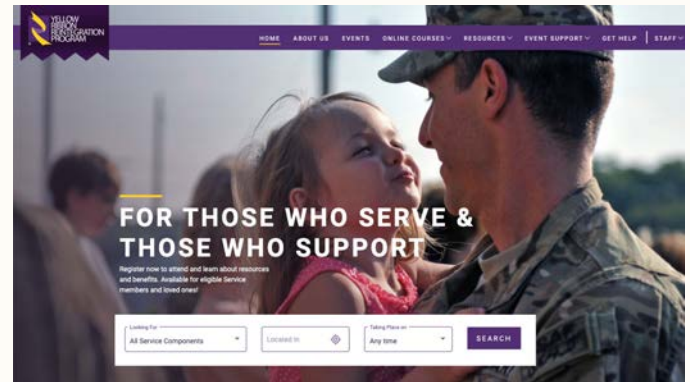 YELLOW
RIBBON
REINTEGRATION
PROGRAM
HOME ABOUT US EVENTS ONLINE COURSES RESOURCES EVENT SUPPORT GET HELP STAFF
FOR THOSE WHO SERVE &
THOSE WHO SUPPORT
Register now to attend and learn about resources
and benefits. Available for eligible Service
members and loved ones!
Looking For
All Service Components
Located In
Taking Place on
Any time
SEARCH